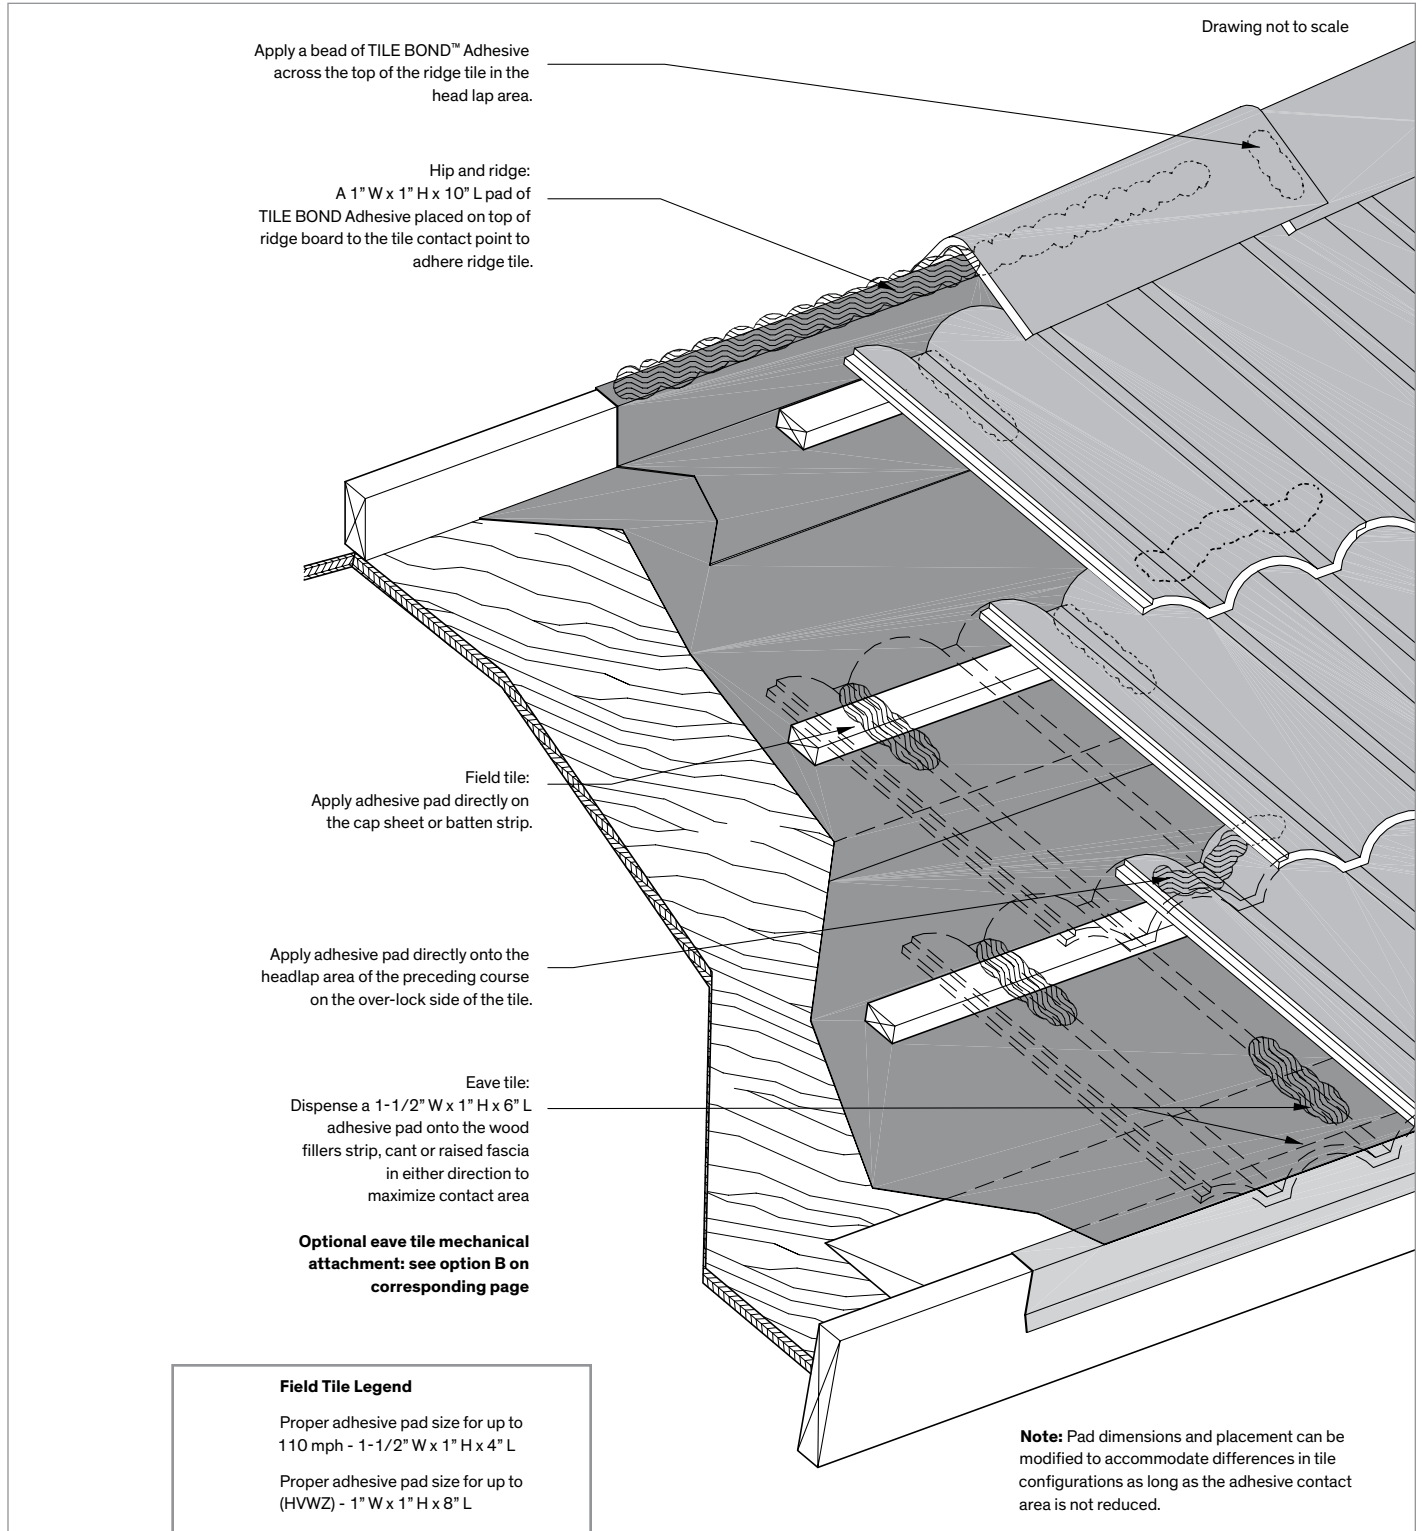 Drawing not to scale
Apply a bead of TILE BOND™ Adhesive
across the top of the ridge tile in the
head lap area.
Hip and ridge:
A 1” W x 1” H x 10” L pad of
TILE BOND Adhesive placed on top of
ridge board to the tile contact point to
adhere ridge tile.
Field tile:
Apply adhesive pad directly on
the cap sheet or batten strip.
Apply adhesive pad directly onto the
headlap area of the preceding course
on the over-lock side of the tile.
Eave tile:
Dispense a 1-1/2” W x 1” H x 6” L
adhesive pad onto the wood
fillers strip, cant or raised fascia
in either direction to
maximize contact area
Optional eave tile mechanical
attachment: see option B on
corresponding page
Field Tile Legend
Proper adhesive pad size for up to
110 mph - 1-1/2” W x 1” H x 4” L
Proper adhesive pad size for up to
(HVWZ) - 1” W x 1” H x 8” L
Note: Pad dimensions and placement can be
modified to accommodate differences in tile
configurations as long as the adhesive contact
area is not reduced.